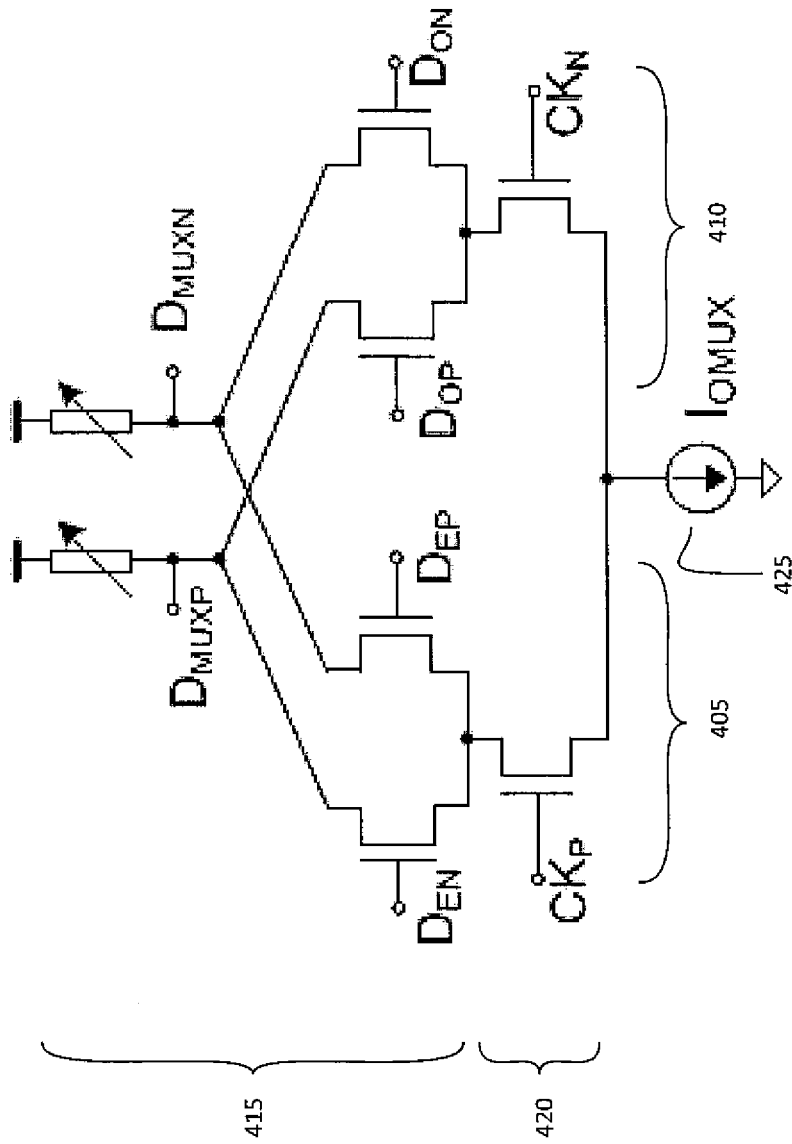 D_MUXP
D_MUXN
D_EN
D_EP
D_OP
D_ON
CK_P
CK_N
I_OMUX
405
410
415
420
425